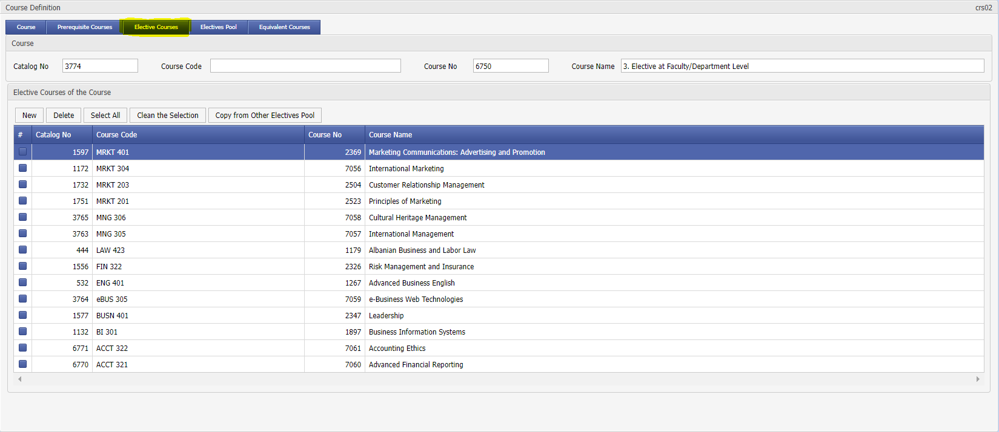 Course Definition crs02
Course Prerequisite Courses Elective Courses Electives Pool Equivalent Courses
Course
Catalog No 3774 Course Code Course No 6750 Course Name 3. Elective at Faculty/Department Level
Elective Courses of the Course
New Delete Select All Clean the Selection Copy from Other Electives Pool
# Catalog No Course Code Course No Course Name
1597 MRKT 401 2369 Marketing Communications: Advertising and Promotion
1172 MRKT 304 7056 International Marketing
1732 MRKT 203 2504 Customer Relationship Management
1751 MRKT 201 2523 Principles of Marketing
3765 MNG 306 7058 Cultural Heritage Management
3763 MNG 305 7057 International Management
444 LAW 423 1179 Albanian Business and Labor Law
1556 FIN 322 2326 Risk Management and Insurance
532 ENG 401 1267 Advanced Business English
3764 eBUS 305 7059 e-Business Web Technologies
1577 BUSN 401 2347 Leadership
1132 BI 301 1897 Business Information Systems
6771 ACCT 322 7061 Accounting Ethics
6770 ACCT 321 7060 Advanced Financial Reporting